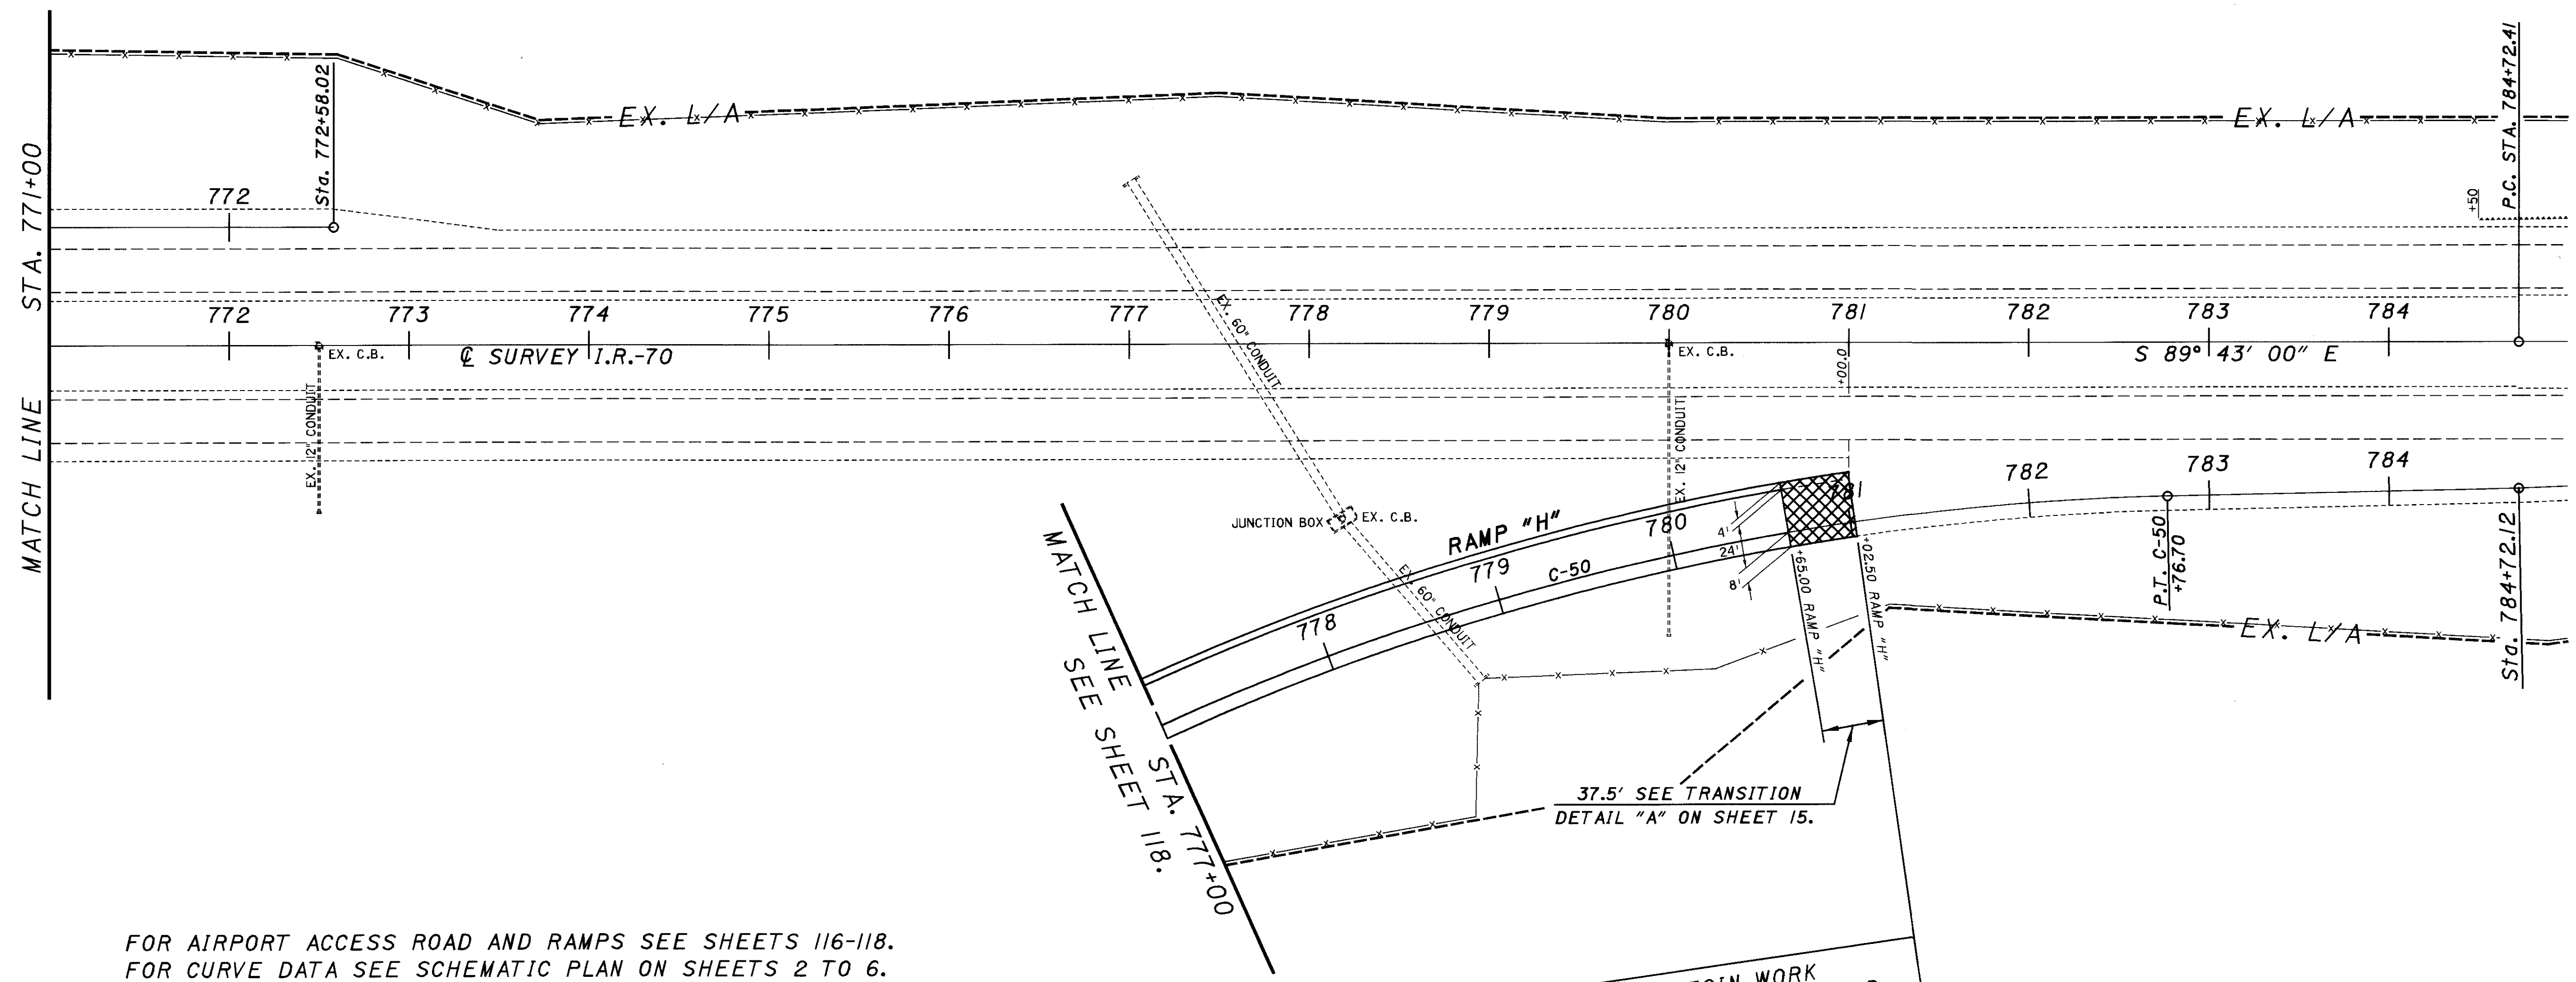 MATCH LINE STA. 771+00
EX. L/A
EX. L/A
Sta. 772+58.02
P.C. STA. 784+72.41
+50
772
772 773 774 775 776 777 778 779 780 781 782 783 784
EX. C.B.
℄ SURVEY I.R.-70
EX. 60" CONDUIT
EX. C.B.
+00.0
S 89° 43' 00" E
EX. 12" CONDUIT
EX. 12" CONDUIT
JUNCTION BOX
EX. C.B.
RAMP "H"
778 779 780 781 782 783 784
C-50
4'
24'
8'
EX. 60" CONDUIT
+65.00 RAMP "H"
+02.50 RAMP "H"
P.T. C-50
+76.70
Sta. 784+72.12
EX. L/A
MATCH LINE STA. 777+00
SEE SHEET 118.
37.5' SEE TRANSITION
DETAIL "A" ON SHEET 15.
FOR AIRPORT ACCESS ROAD AND RAMPS SEE SHEETS 116-118.
FOR CURVE DATA SEE SCHEMATIC PLAN ON SHEETS 2 TO 6.
WORK